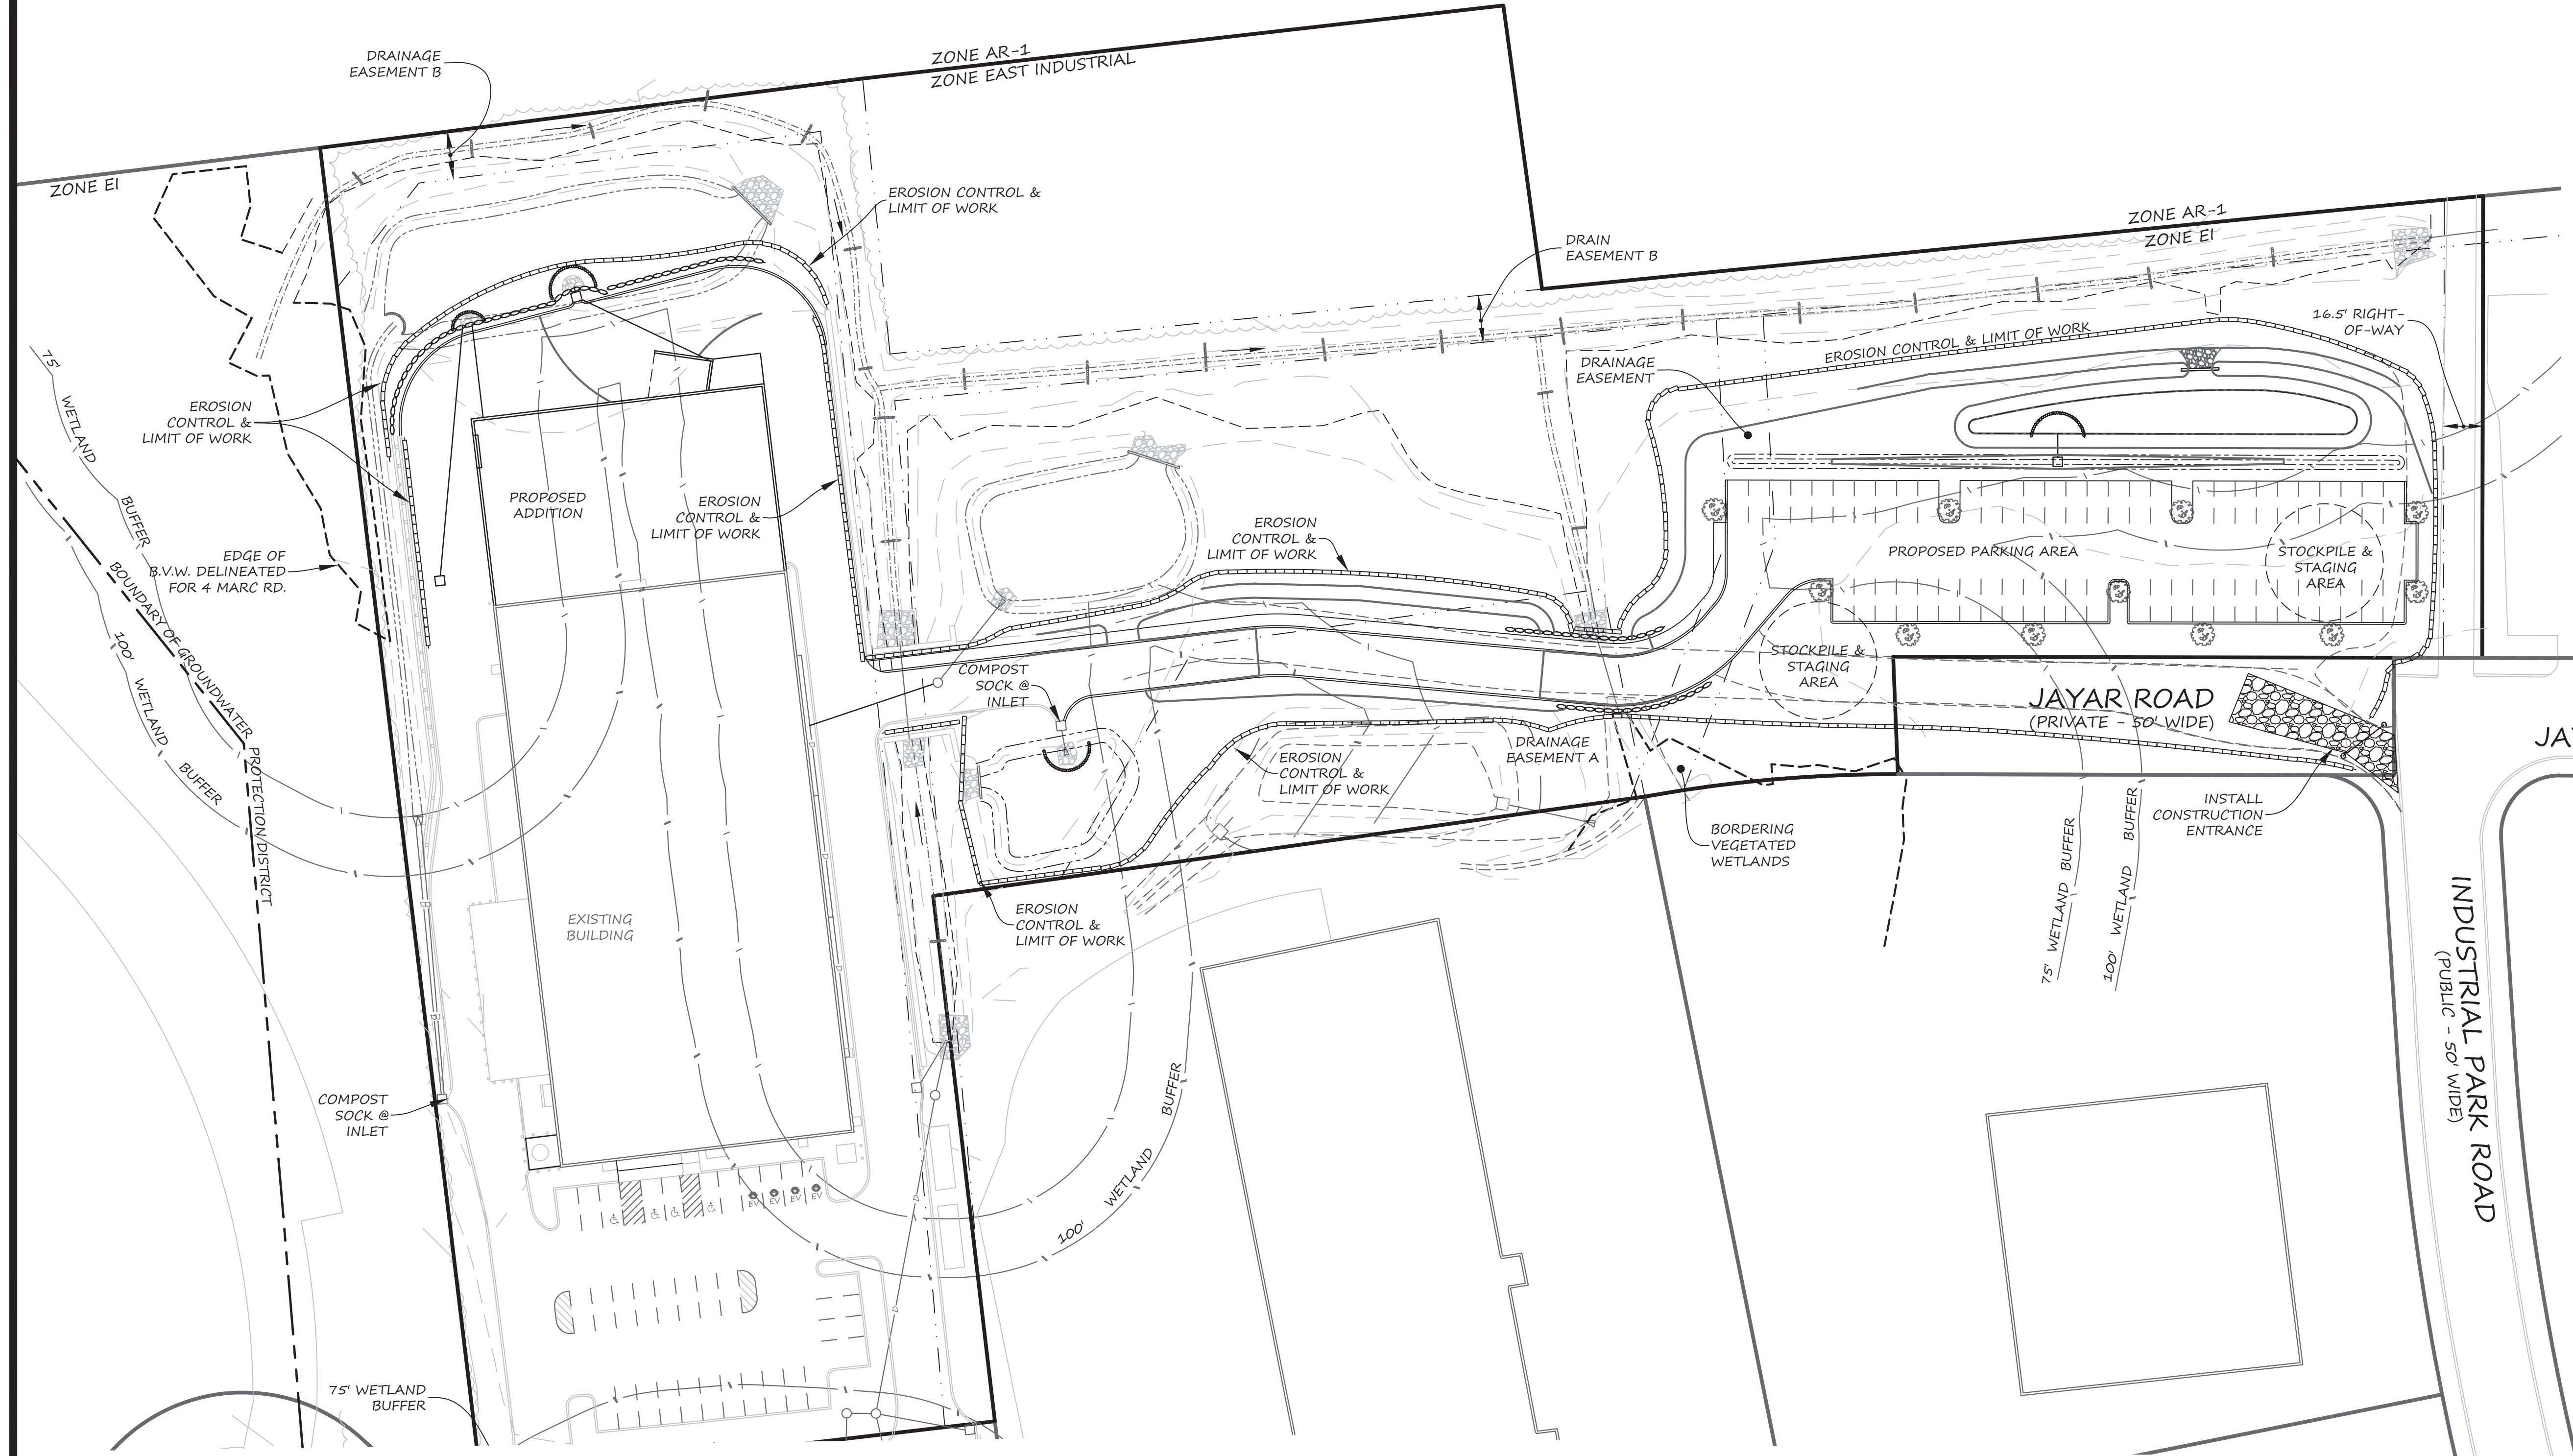 DRAINAGE
EASEMENT B
ZONE AR-1
ZONE EAST INDUSTRIAL
ZONE EI
EROSION CONTROL &
LIMIT OF WORK
DRAIN
EASEMENT B
ZONE AR-1
ZONE EI
16.5' RIGHT-
OF-WAY
EROSION CONTROL & LIMIT OF WORK
DRAINAGE
EASEMENT
75' WETLAND BUFFER
EROSION
CONTROL &
LIMIT OF WORK
PROPOSED
ADDITION
EROSION
CONTROL &
LIMIT OF WORK
EROSION
CONTROL &
LIMIT OF WORK
PROPOSED PARKING AREA
STOCKPILE &
STAGING
AREA
EDGE OF
B.V.W. DELINEATED
FOR 4 MARC RD.
BOUNDARY OF GROUNDWATER PROTECTION DISTRICT
100' WETLAND BUFFER
COMPOST
SOCK @
INLET
STOCKPILE &
STAGING
AREA
JAYAR ROAD
(PRIVATE - 50' WIDE)
JA
EROSION
CONTROL &
LIMIT OF WORK
DRAINAGE
EASEMENT A
BORDERING
VEGETATED
WETLANDS
INSTALL
CONSTRUCTION
ENTRANCE
75' WETLAND BUFFER
100' WETLAND BUFFER
EXISTING
BUILDING
EROSION
CONTROL &
LIMIT OF WORK
INDUSTRIAL PARK ROAD
(PUBLIC - 50' WIDE)
COMPOST
SOCK @
INLET
100' WETLAND BUFFER
EV EV EV EV
75' WETLAND
BUFFER
D
D
D
D
D
D